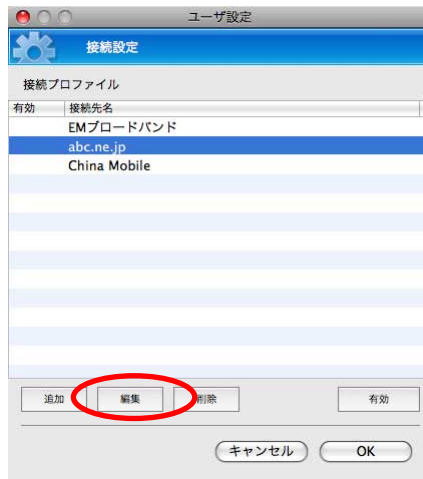 ユーザ設定
接続設定
接続プロファイル
有効 接続先名
EMブロードバンド
abc.ne.jp
China Mobile
追加 編集 削除 有効
キャンセル OK